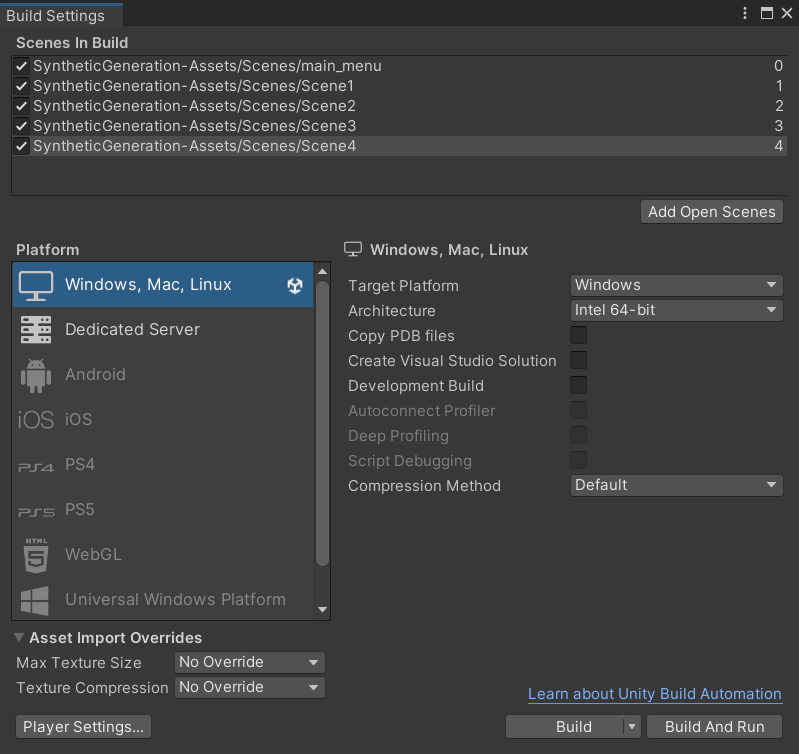 Build Settings
Scenes In Build
SyntheticGeneration-Assets/Scenes/main_menu 0
SyntheticGeneration-Assets/Scenes/Scene1 1
SyntheticGeneration-Assets/Scenes/Scene2 2
SyntheticGeneration-Assets/Scenes/Scene3 3
SyntheticGeneration-Assets/Scenes/Scene4 4
Add Open Scenes
Platform
Windows, Mac, Linux
Dedicated Server
Android
iOS iOS
PS4 PS4
PS5 PS5
HTML 5 WebGL
Universal Windows Platform
Windows, Mac, Linux
Target Platform Windows
Architecture Intel 64-bit
Copy PDB files
Create Visual Studio Solution
Development Build
Autoconnect Profiler
Deep Profiling
Script Debugging
Compression Method Default
Asset Import Overrides
Max Texture Size No Override
Texture Compression No Override
Learn about Unity Build Automation
Player Settings...
Build
Build And Run